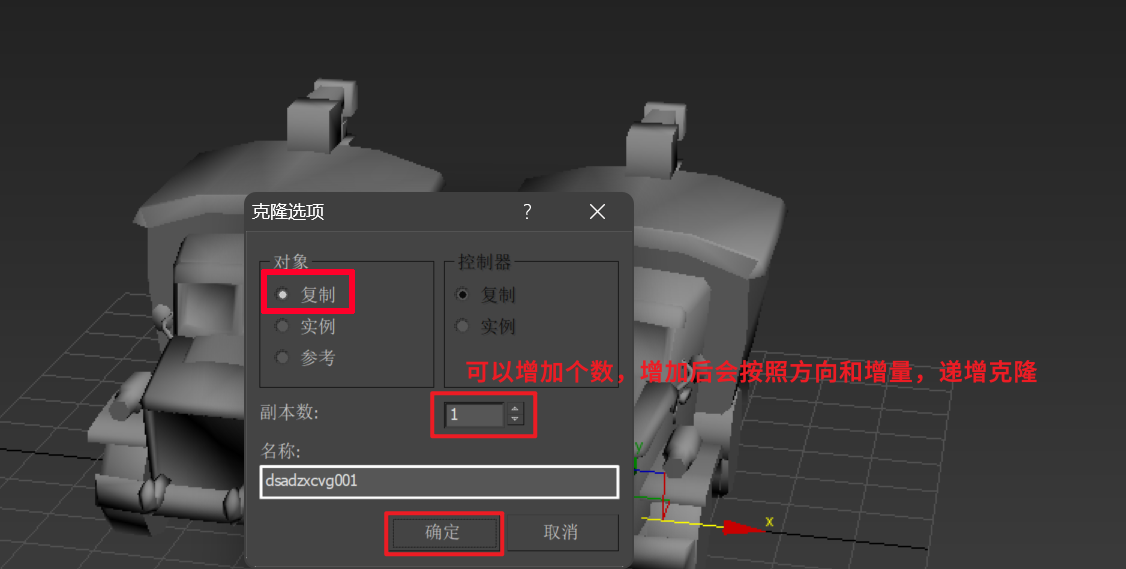 克隆选项 ?
对象 控制器
复制 复制
实例 实例
参考
可以增加个数，增加后会按照方向和增量，递增克隆
副本数: 1
名称:
dsadzxcvg001
确定 取消
y
x